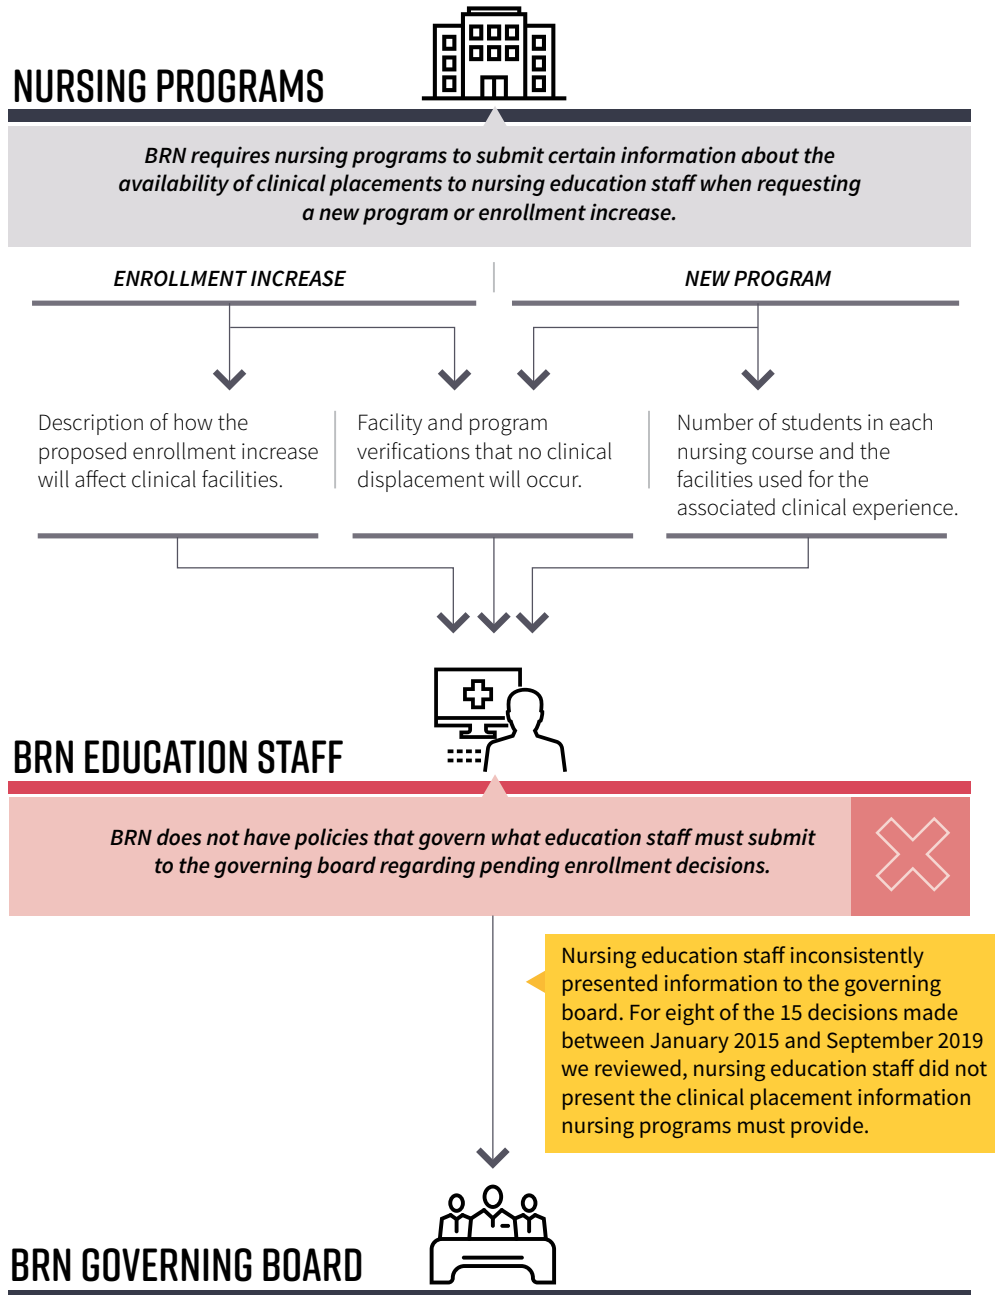 NURSING PROGRAMS
BRN requires nursing programs to submit certain information about the
availability of clinical placements to nursing education staff when requesting
a new program or enrollment increase.
ENROLLMENT INCREASE
NEW PROGRAM
Description of how the
proposed enrollment increase
will affect clinical facilities.
Facility and program
verifications that no clinical
displacement will occur.
Number of students in each
nursing course and the
facilities used for the
associated clinical experience.
BRN EDUCATION STAFF
BRN does not have policies that govern what education staff must submit
to the governing board regarding pending enrollment decisions.
Nursing education staff inconsistently
presented information to the governing
board. For eight of the 15 decisions made
between January 2015 and September 2019
we reviewed, nursing education staff did not
present the clinical placement information
nursing programs must provide.
BRN GOVERNING BOARD